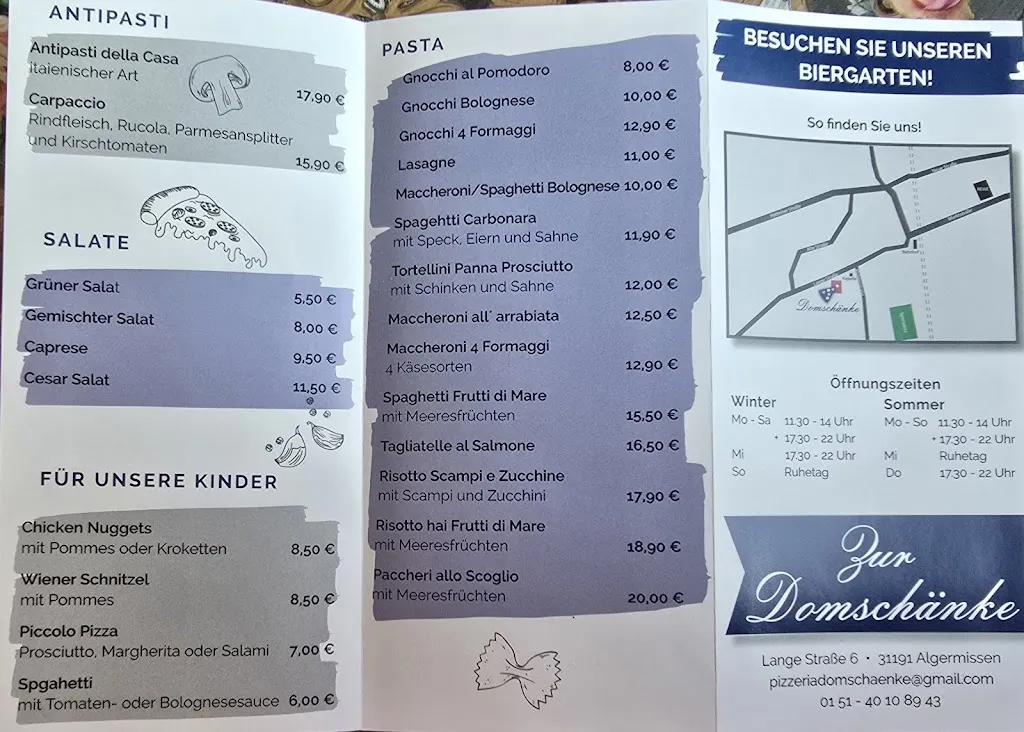 ANTIPASTI
Antipasti della Casa
Itaienischer Art
17,90 €
Carpaccio
Rindfleisch, Rucola, Parmesansplitter
und Kirschtomaten
15,90 €
SALATE
Grüner Salat 5,50 €
Gemischter Salat 8,00 €
Caprese 9,50 €
Cesar Salat 11,50 €
FÜR UNSERE KINDER
Chicken Nuggets
mit Pommes oder Kroketten 8,50 €
Wiener Schnitzel
mit Pommes 8,50 €
Piccolo Pizza
Prosciutto, Margherita oder Salami 7,00 €
Spgahetti
mit Tomaten- oder Bolognesesauce 6,00 €
PASTA
Gnocchi al Pomodoro 8,00 €
Gnocchi Bolognese 10,00 €
Gnocchi 4 Formaggi 12,90 €
Lasagne 11,00 €
Maccheroni/Spaghetti Bolognese 10,00 €
Spagehtti Carbonara
mit Speck, Eiern und Sahne 11,90 €
Tortellini Panna Prosciutto
mit Schinken und Sahne 12,00 €
Maccheroni all´ arrabiata 12,50 €
Maccheroni 4 Formaggi
4 Käsesorten 12,90 €
Spaghetti Frutti di Mare
mit Meeresfrüchten 15,50 €
Tagliatelle al Salmone 16,50 €
Risotto Scampi e Zucchine
mit Scampi und Zucchini 17,90 €
Risotto hai Frutti di Mare
mit Meeresfrüchten 18,90 €
Paccheri allo Scoglio
mit Meeresfrüchten 20,00 €
BESUCHEN SIE UNSEREN
BIERGARTEN!
So finden Sie uns!
REWE
Bahnhof
Domschänke
Öffnungszeiten
Winter
Mo - Sa 11.30 - 14 Uhr
+ 17.30 - 22 Uhr
Mi 17.30 - 22 Uhr
So Ruhetag
Sommer
Mo - So 11.30 - 14 Uhr
+ 17.30 - 22 Uhr
Mi Ruhetag
Do 17.30 - 22 Uhr
Zur
Domschänke
Lange Straße 6 • 31191 Algermissen
pizzeriadomschaenke@gmail.com
01 51 - 40 10 89 43